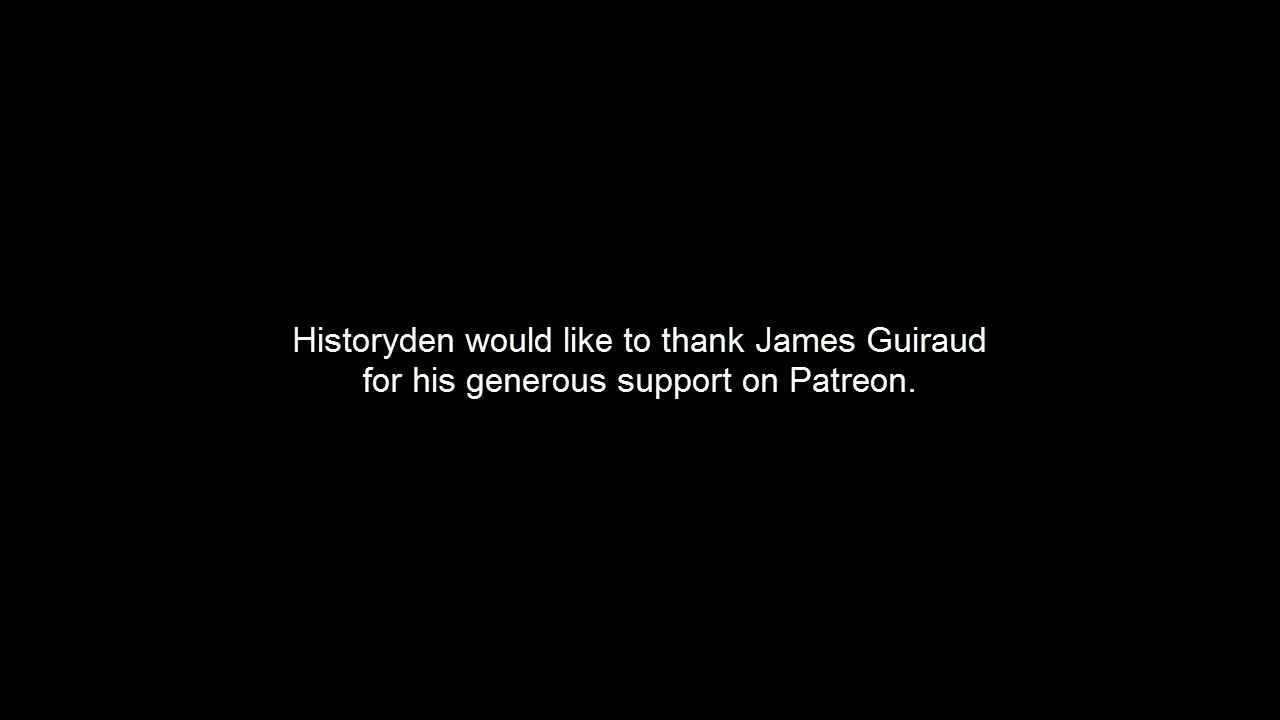 Historyden would like to thank James Guiraud
for his generous support on Patreon.